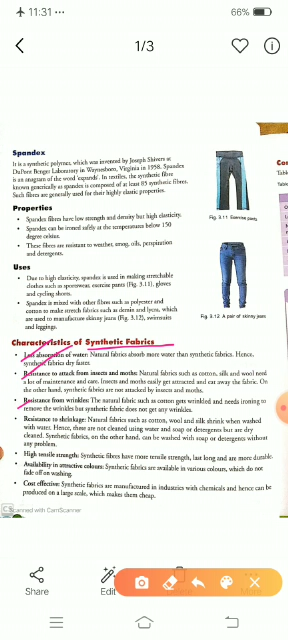 11:31 ...
66%
1/3
Spandex
It is a synthetic polymer, which was invented by Joseph Shivers at
DuPont Benger Laboratory in Waynesboro, Virginia in 1958. Spandex
is an anagram of the word 'expands'. In textiles, the synthetic fibre
known generically as spandex is composed of at least 85 synthetic fibres.
Such fibres are generally used for their highly elastic properties.
Properties
• Spandex fibres have low strength and density but high elasticity.
• Spandex can be ironed safely at the temperatures below 150
degree celsius.
• These fibres are resistant to weather, smog, oils, perspiration
and detergents.
Uses
• Due to high elasticity, spandex is used in making stretchable
clothes such as sportswear, exercise pants (Fig. 3.11), gloves
and cycling shorts.
• Spandex is mixed with other fibres such as polyester and
cotton to make stretch fabrics such as denim and lycra, which
are used to manufacture skinny jeans (Fig. 3.12), swimsuits
and leggings.
Fig. 3.11 Exercise pants
Fig. 3.12 A pair of skinny jeans
Characteristics of Synthetic Fabrics
• Less absorption of water: Natural fabrics absorb more water than synthetic fabrics. Hence,
synthetic fabrics dry faster.
• Resistance to attack from insects and moths: Natural fabrics such as cotton, silk and wool need
a lot of maintenance and care. Insects and moths easily get attracted and eat away the fabric. On
the other hand, synthetic fabrics are not attacked by insects and moths.
• Resistance from wrinkles: The natural fabric such as cotton gets wrinkled and needs ironing to
remove the wrinkles but synthetic fabric does not get any wrinkles.
• Resistance to shrinkage: Natural fabrics such as cotton, wool and silk shrink when washed
with water. Hence, these are not cleaned using water and soap or detergents but are dry
cleaned. Synthetic fabrics, on the other hand, can be washed with soap or detergents without
any problem.
• High tensile strength: Synthetic fibres have more tensile strength, last long and are more durable.
• Availability in attractive colours: Synthetic fabrics are available in various colours, which do not
fade off on washing.
• Cost effective: Synthetic fabrics are manufactured in industries with chemicals and hence can be
produced on a large scale, which makes them cheap.
CS Scanned with CamScanner
Share
Edit